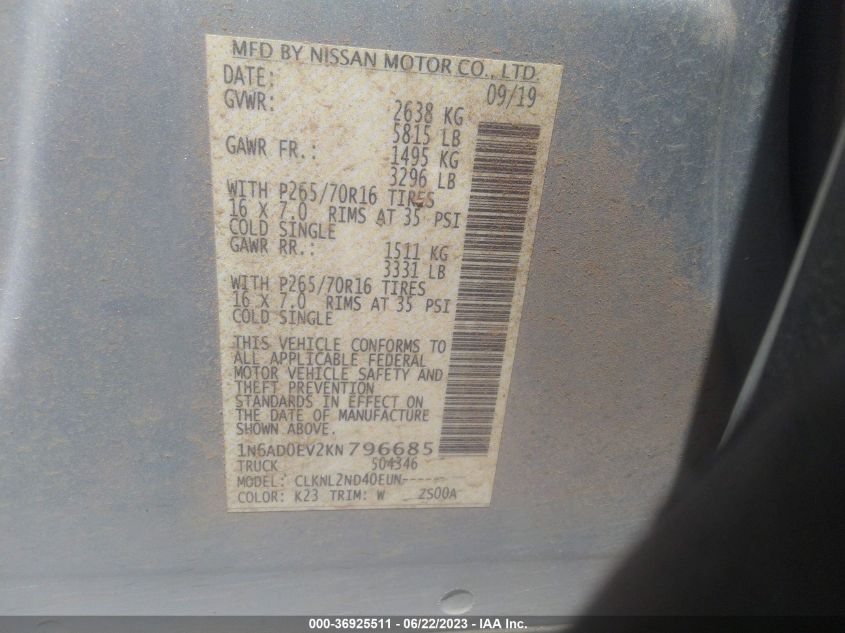 MFD BY NISSAN MOTOR CO., LTD.
DATE: 09/19
GVWR: 2638 KG
5815 LB
GAWR FR.: 1495 KG
3296 LB
WITH P265/70R16 TIRES
16 X 7.0 RIMS AT 35 PSI
COLD SINGLE
GAWR RR.: 1511 KG
3331 LB
WITH P265/70R16 TIRES
16 X 7.0 RIMS AT 35 PSI
COLD SINGLE
THIS VEHICLE CONFORMS TO
ALL APPLICABLE FEDERAL
MOTOR VEHICLE SAFETY AND
THEFT PREVENTION
STANDARDS IN EFFECT ON
THE DATE OF MANUFACTURE
SHOWN ABOVE.
1N6AD0EV2KN796685
TRUCK 504346
MODEL: CLKNL2ND40EUN-----
COLOR: K23 TRIM: W ZS00A
000-36925511 - 06/22/2023 - IAA Inc.